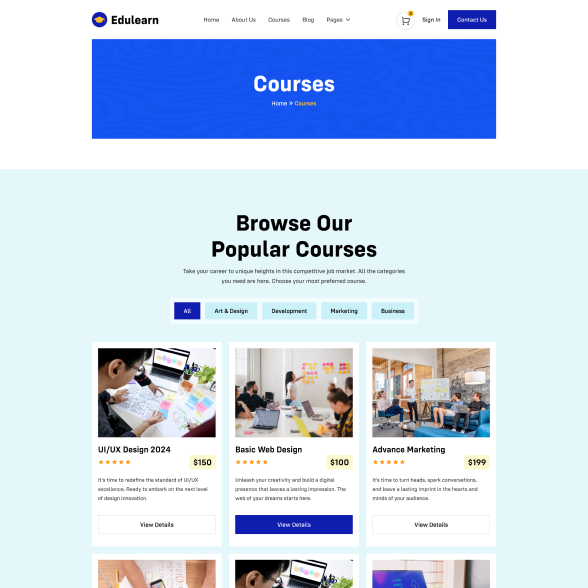 Edulearn
Home About Us Courses Blog Pages
Sign In
Contact Us
Courses
Home » Courses
Browse Our
Popular Courses
Take your career to unique heights in this competitive job market. All the categories
you need are here. Choose your most preferred course.
All Art & Design Development Marketing Business
UI/UX Design 2024
$150
It's time to redefine the standard of UI/UX
excellence. Ready to embark on the next level
of design innovation.
View Details
Basic Web Design
$100
Unleash your creativity and build a digital
presence that leaves a lasting impression. The
web of your dreams starts here.
View Details
Advance Marketing
$199
It's time to turn heads, spark conversations,
and leave a lasting imprint in the hearts and
minds of your audience.
View Details